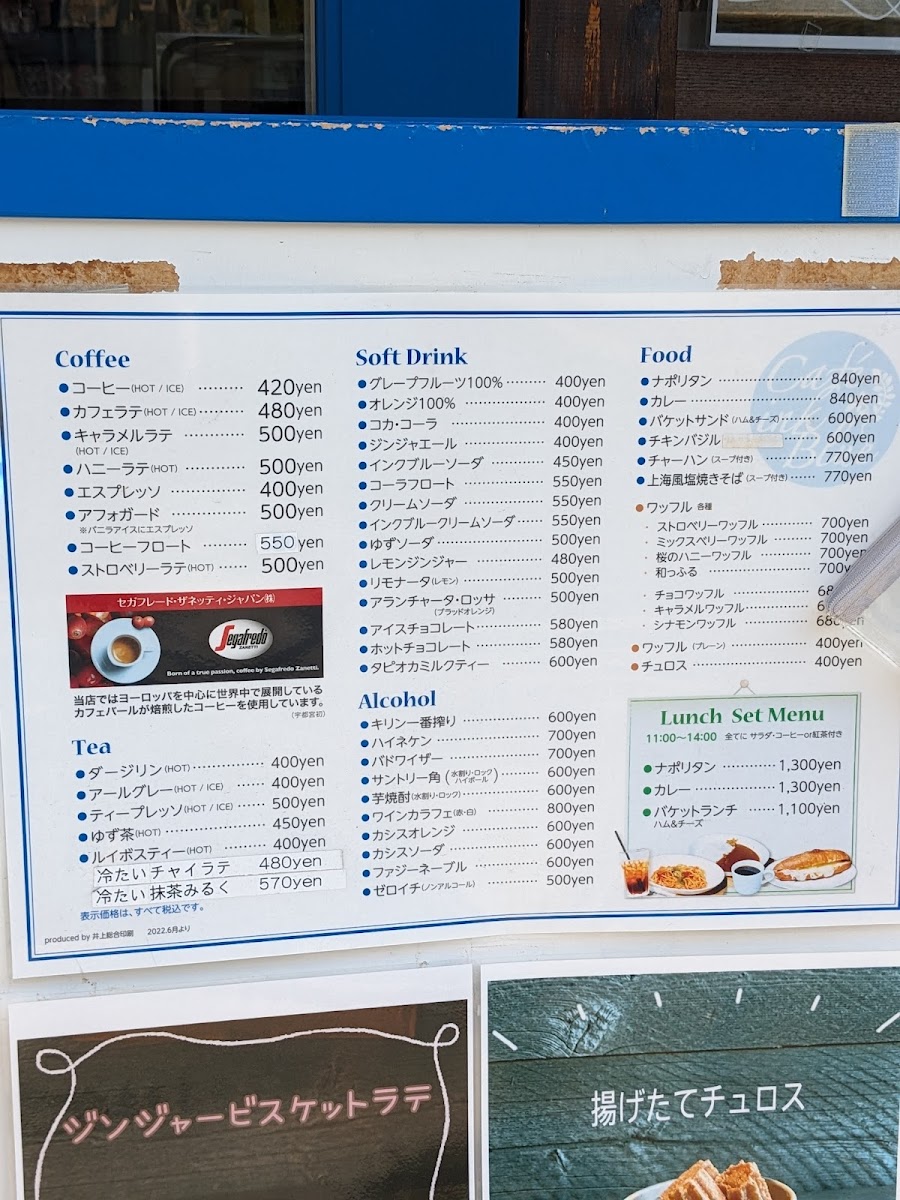 Coffee
●コーヒー(HOT / ICE) ‥‥‥‥ 420yen
●カフェラテ(HOT / ICE)‥‥‥‥ 480yen
●キャラメルラテ ‥‥‥‥‥ 500yen
(HOT / ICE)
●ハニーラテ(HOT) ‥‥‥‥‥ 500yen
●エスプレッソ ‥‥‥‥‥‥ 400yen
●アフォガード ‥‥‥‥‥‥ 500yen
※バニラアイスにエスプレッソ
●コーヒーフロート ‥‥‥‥ 550yen
●ストロベリーラテ(HOT) ‥‥‥ 500yen
セガフレード・ザネッティ・ジャパン㈱
Segafredo
ZANETTI
Born of a true passion, coffee by Segafredo Zanetti.
当店ではヨーロッパを中心に世界中で展開している
カフェバールが焙煎したコーヒーを使用しています。
(宇都宮初)
Tea
●ダージリン(HOT) ‥‥‥‥‥ 400yen
●アールグレー(HOT / ICE) ‥‥‥ 400yen
●ティープレッソ(HOT / ICE) ‥‥‥ 500yen
●ゆず茶(HOT) ‥‥‥‥‥‥‥ 450yen
●ルイボスティー(HOT) ‥‥‥‥ 400yen
冷たい チャイラテ 480yen
冷たい 抹茶みるく 570yen
表示価格は、すべて税込です。
produced by 井上総合印刷 2022.6月より
Soft Drink
●グレープフルーツ100% ‥‥‥‥ 400yen
●オレンジ100% ‥‥‥‥‥‥ 400yen
●コカ・コーラ ‥‥‥‥‥‥‥ 400yen
●ジンジャエール ‥‥‥‥‥‥ 400yen
●インクブルーソーダ ‥‥‥‥ 450yen
●コーラフロート ‥‥‥‥‥‥ 550yen
●クリームソーダ ‥‥‥‥‥‥ 550yen
●インクブルークリームソーダ ‥‥‥ 550yen
●ゆずソーダ ‥‥‥‥‥‥‥‥ 500yen
●レモンジンジャー ‥‥‥‥‥ 480yen
●リモナータ(レモン) ‥‥‥‥‥ 500yen
●アランチャータ・ロッサ ‥‥‥‥ 500yen
(ブラッドオレンジ)
●アイスチョコレート ‥‥‥‥‥ 580yen
●ホットチョコレート ‥‥‥‥‥ 580yen
●タピオカミルクティー ‥‥‥‥ 600yen
Alcohol
●キリン一番搾り ‥‥‥‥‥‥ 600yen
●ハイネケン ‥‥‥‥‥‥‥‥ 700yen
●バドワイザー ‥‥‥‥‥‥‥ 700yen
●サントリー角 (水割り・ロック ハイボール) ‥‥‥ 600yen
●芋焼酎(水割り・ロック) ‥‥‥‥‥ 600yen
●ワインカラフェ(赤・白) ‥‥‥‥ 800yen
●カシスオレンジ ‥‥‥‥‥‥ 600yen
●カシスソーダ ‥‥‥‥‥‥‥ 600yen
●ファジーネーブル ‥‥‥‥‥ 600yen
●ゼロイチ(ノンアルコール) ‥‥‥‥ 500yen
Food
●ナポリタン ‥‥‥‥‥‥‥‥ 840yen
●カレー ‥‥‥‥‥‥‥‥‥‥ 840yen
●バケットサンド(ハム&チーズ) ‥‥‥ 600yen
●チキンバジル ‥‥‥ 600yen
●チャーハン(スープ付き) ‥‥‥‥ 770yen
●上海風塩焼きそば(スープ付き) ‥‥ 770yen
●ワッフル 各種
・ストロベリーワッフル ‥‥‥‥ 700yen
・ミックスベリーワッフル ‥‥‥ 700yen
・桜のハニーワッフル ‥‥‥‥ 700yen
・和っふる ‥‥‥‥‥‥‥‥
・チョコワッフル ‥‥‥‥‥‥
・キャラメルワッフル ‥‥‥‥
・シナモンワッフル ‥‥‥‥‥
●ワッフル (プレーン) ‥‥‥‥‥ 400yen
●チュロス ‥‥‥‥‥‥‥‥‥ 400yen
Lunch Set Menu
11:00〜14:00 全てに サラダ・コーヒーor紅茶付き
●ナポリタン ‥‥‥‥‥ 1,300yen
●カレー ‥‥‥‥‥‥‥ 1,300yen
●バケットランチ ‥‥‥ 1,100yen
ハム&チーズ
ジンジャービスケットラテ
揚げたてチュロス